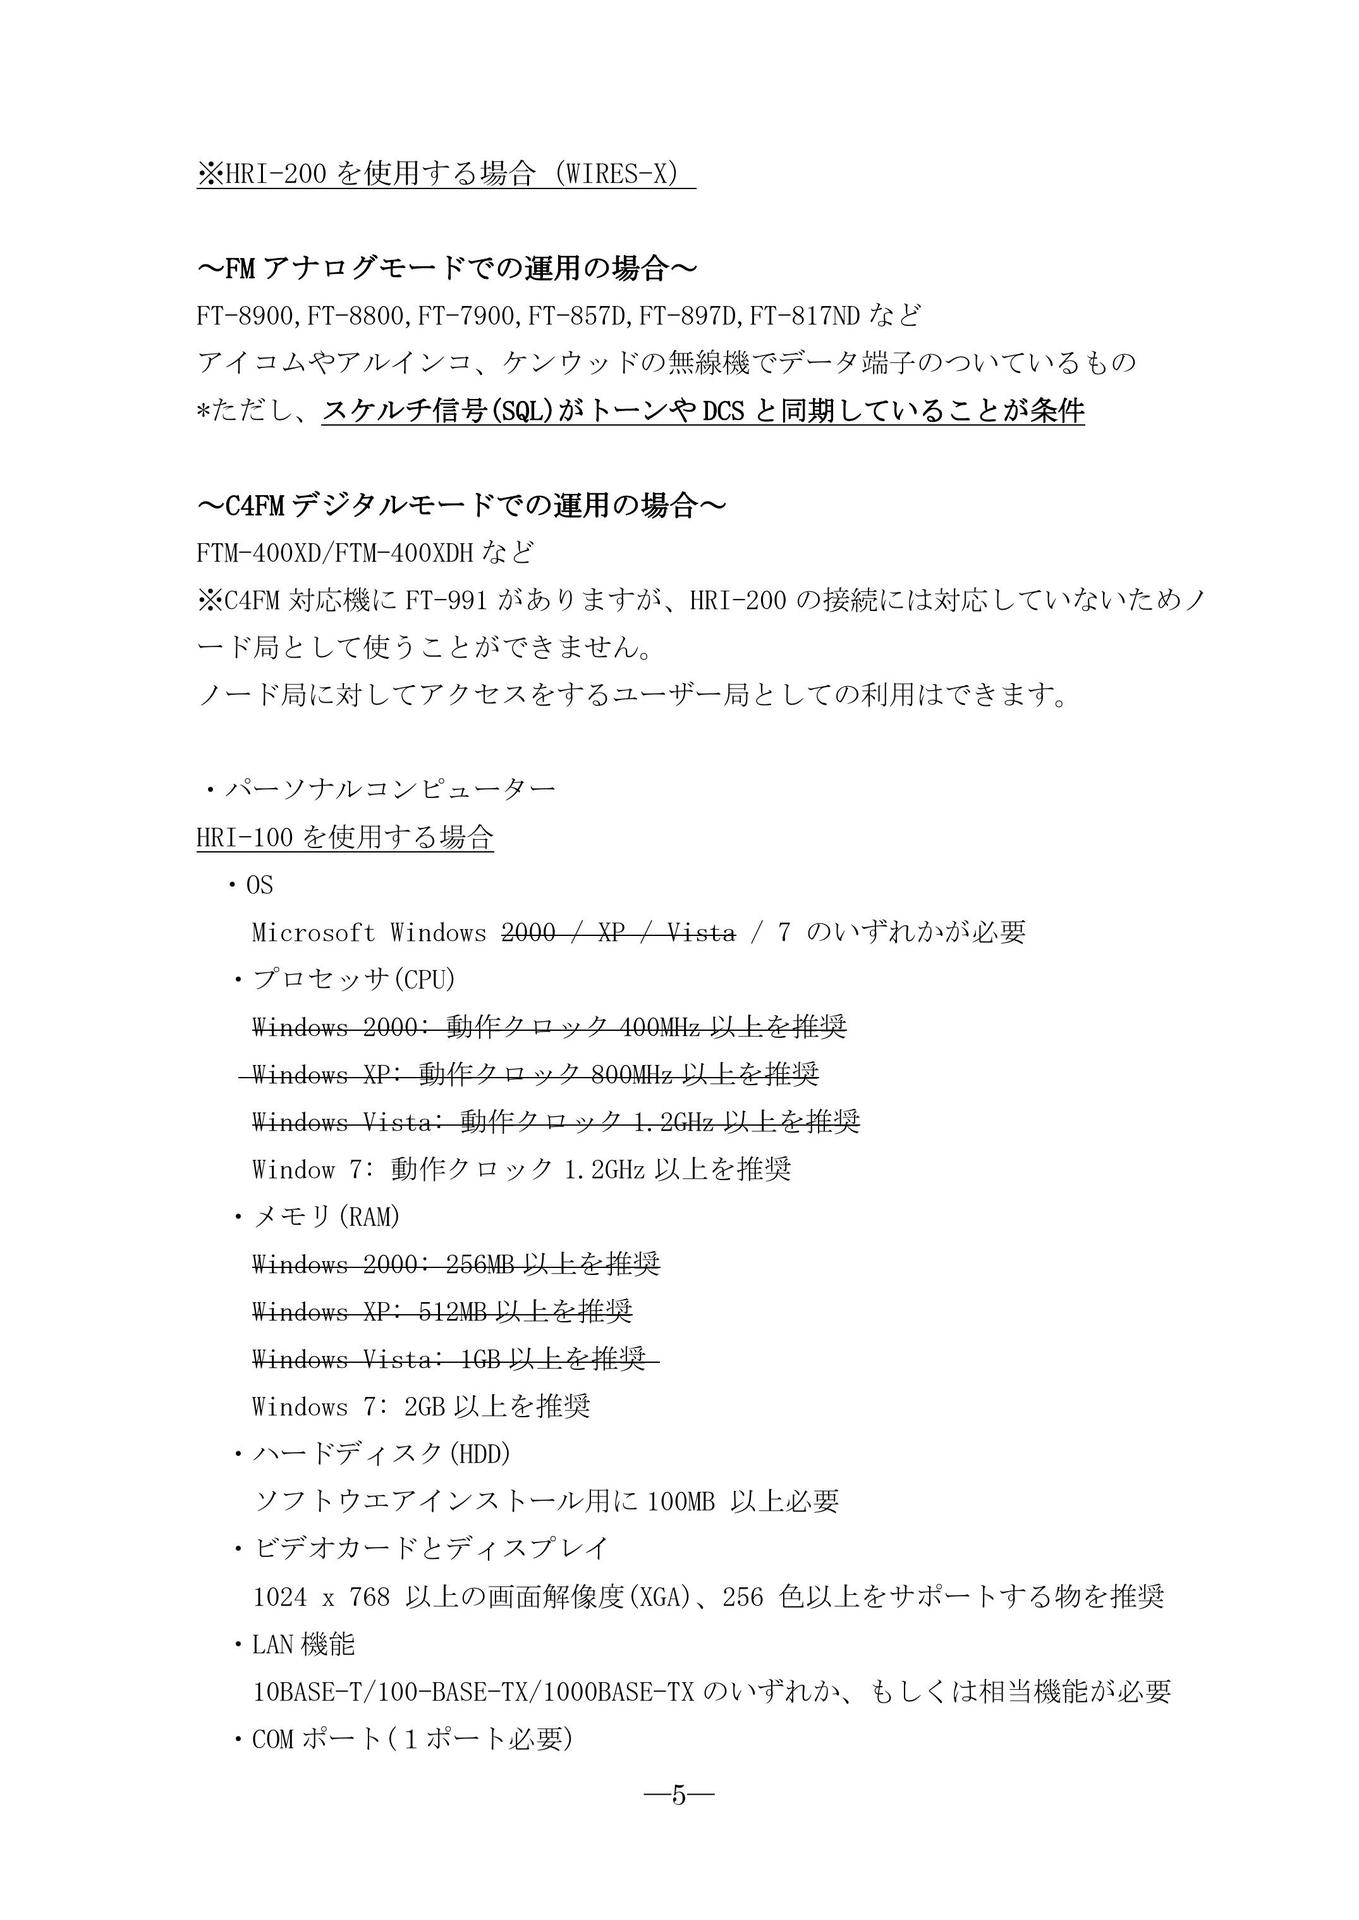 ※HRI-200 を使用する場合（WIRES-X）
～FM アナログモードでの運用の場合～
FT-8900,FT-8800,FT-7900,FT-857D,FT-897D,FT-817ND など
アイコムやアルインコ、ケンウッドの無線機でデータ端子のついているもの
*ただし、スケルチ信号(SQL)がトーンや DCS と同期していることが条件
～C4FM デジタルモードでの運用の場合～
FTM-400XD/FTM-400XDH など
※C4FM 対応機に FT-991 がありますが、HRI-200 の接続には対応していないためノ
ード局として使うことができません。
ノード局に対してアクセスをするユーザー局としての利用はできます。
・パーソナルコンピューター
HRI-100 を使用する場合
・OS
Microsoft Windows 2000 / XP / Vista / 7 のいずれかが必要
・プロセッサ(CPU)
Windows 2000: 動作クロック 400MHz 以上を推奨
Windows XP: 動作クロック 800MHz 以上を推奨
Windows Vista: 動作クロック 1.2GHz 以上を推奨
Window 7: 動作クロック 1.2GHz 以上を推奨
・メモリ(RAM)
Windows 2000: 256MB 以上を推奨
Windows XP: 512MB 以上を推奨
Windows Vista: 1GB 以上を推奨
Windows 7: 2GB 以上を推奨
・ハードディスク(HDD)
ソフトウエアインストール用に 100MB 以上必要
・ビデオカードとディスプレイ
1024 x 768 以上の画面解像度(XGA)、256 色以上をサポートする物を推奨
・LAN 機能
10BASE-T/100-BASE-TX/1000BASE-TX のいずれか、もしくは相当機能が必要
・COM ポート(１ポート必要)
―5―